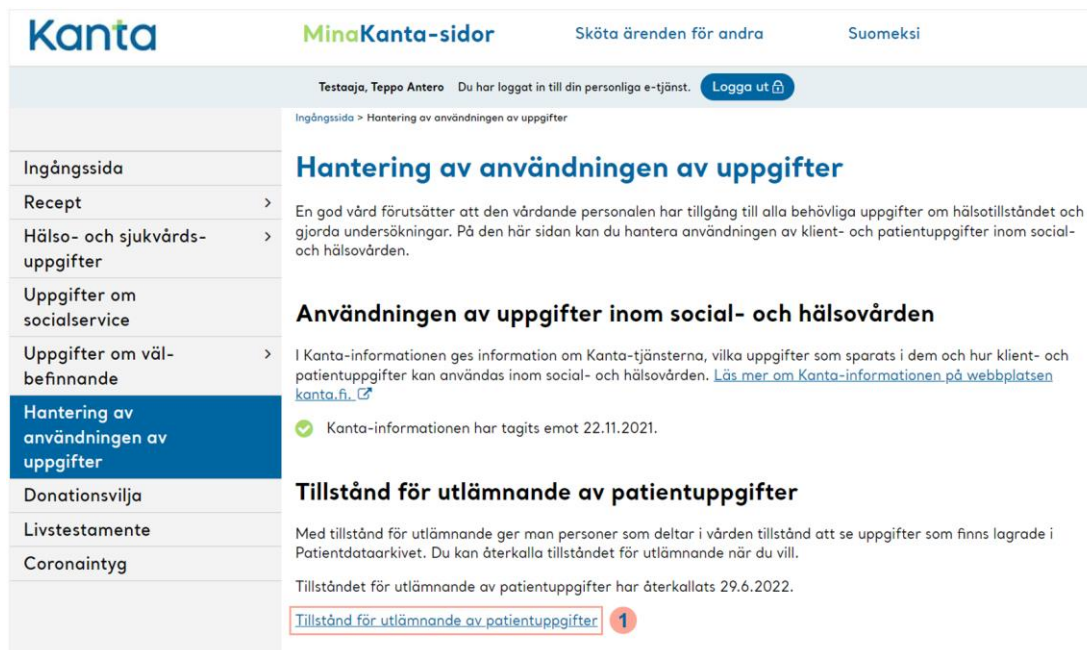 Kanta
MinaKanta-sidor
Sköta ärenden för andra
Suomeksi
Testaaja, Teppo Antero Du har loggat in till din personliga e-tjänst. Logga ut
Ingångssida > Hantering av användningen av uppgifter
Ingångssida
Recept >
Hälso- och sjukvårds- >
uppgifter
Uppgifter om
socialservice
Uppgifter om väl- >
befinnande
Hantering av
användningen av
uppgifter
Donationsvilja
Livstestamente
Coronaintyg
Hantering av användningen av uppgifter
En god vård förutsätter att den vårdande personalen har tillgång till alla behövliga uppgifter om hälsotillståndet och
gjorda undersökningar. På den här sidan kan du hantera användningen av klient- och patientuppgifter inom social-
och hälsovården.
Användningen av uppgifter inom social- och hälsovården
I Kanta-informationen ges information om Kanta-tjänsterna, vilka uppgifter som sparats i dem och hur klient- och
patientuppgifter kan användas inom social- och hälsovården. Läs mer om Kanta-informationen på webbplatsen
kanta.fi.
Kanta-informationen har tagits emot 22.11.2021.
Tillstånd för utlämnande av patientuppgifter
Med tillstånd för utlämnande ger man personer som deltar i vården tillstånd att se uppgifter som finns lagrade i
Patientdataarkivet. Du kan återkalla tillståndet för utlämnande när du vill.
Tillståndet för utlämnande av patientuppgifter har återkallats 29.6.2022.
Tillstånd för utlämnande av patientuppgifter 1